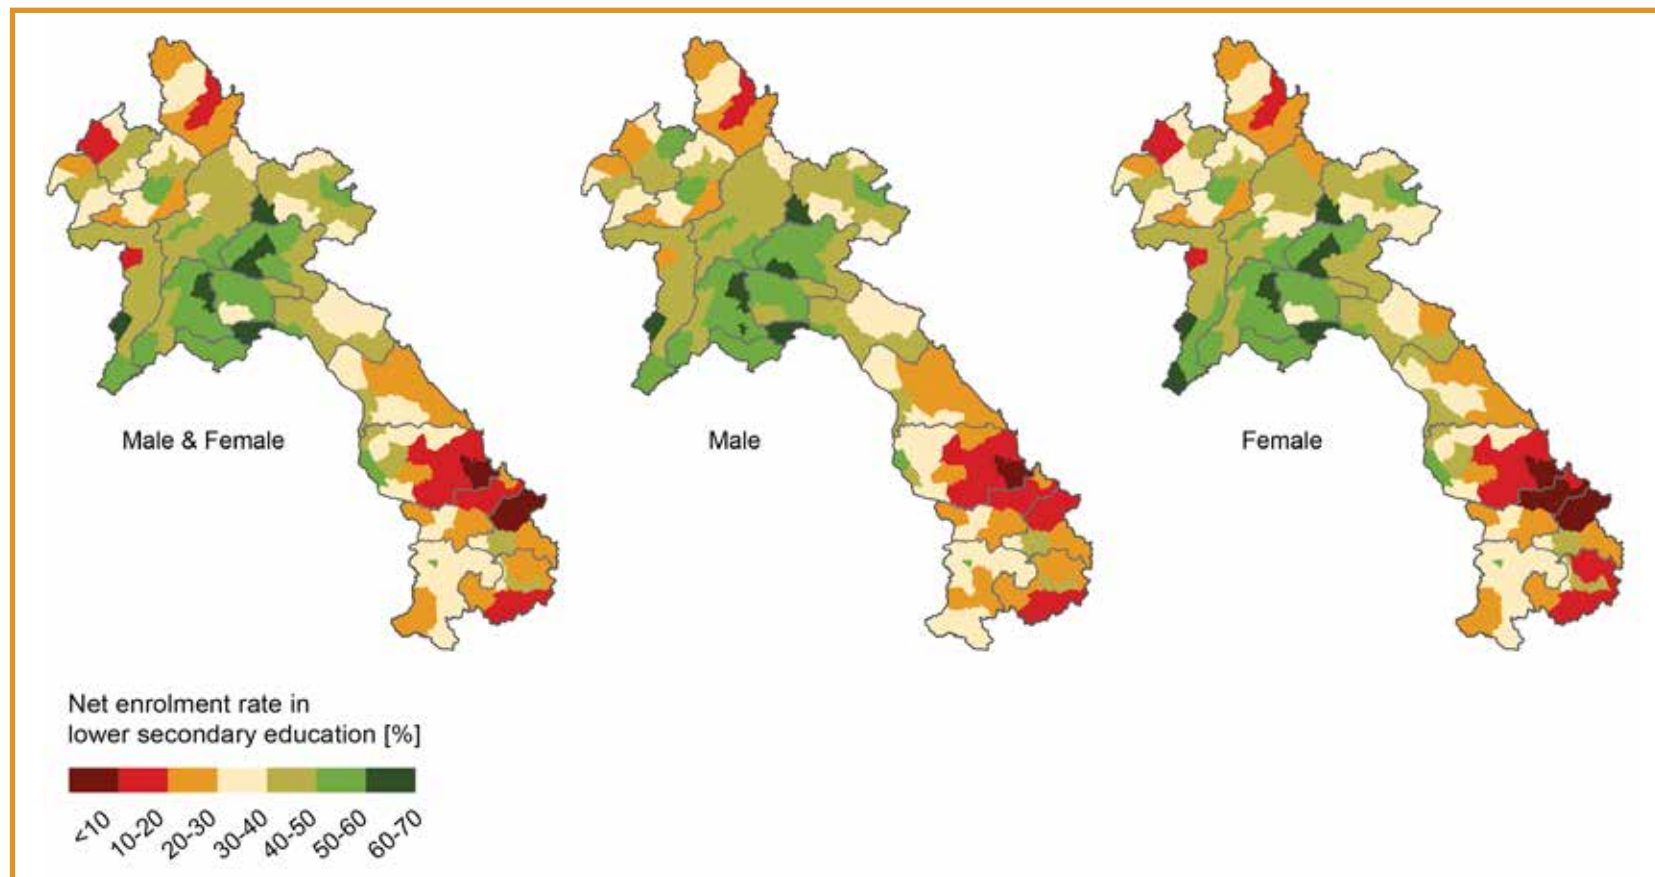 Male & Female
Male
Female
Net enrolment rate in
lower secondary education [%]
<10
10-20
20-30
30-40
40-50
50-60
60-70